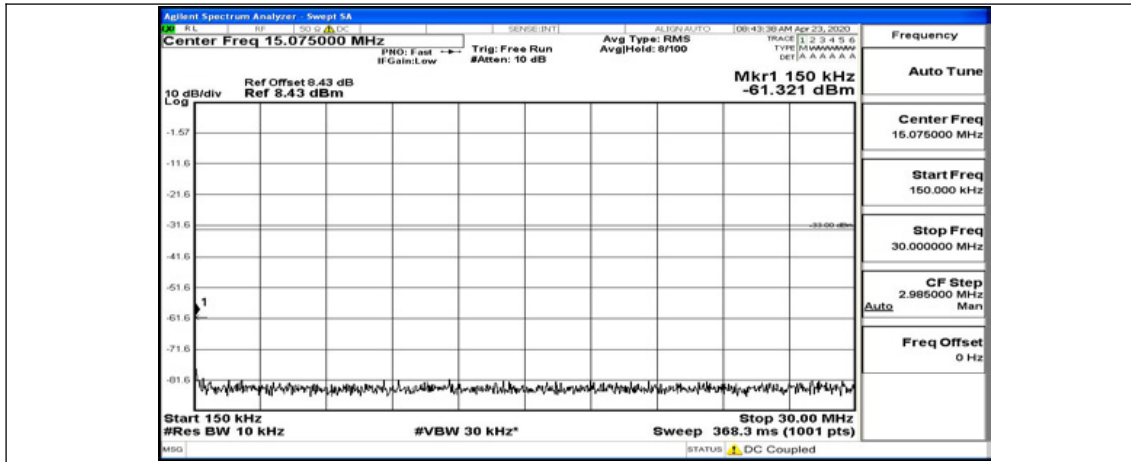 Agilent Spectrum Analyzer - Swept SA
RL RF 50 Ω DC SENSE:INT ALIGN AUTO 08:43:38 AM Apr 23, 2020
Center Freq 15.075000 MHz
PNO: Fast
IFGain:Low
Trig: Free Run
#Atten: 10 dB
Avg Type: RMS
Avg|Hold: 8/100
TRACE 1 2 3 4 5 6
TYPE M
DET A A A A A A
Ref Offset 8.43 dB
Ref 8.43 dBm
10 dB/div
Log
Mkr1 150 kHz
-61.321 dBm
-1.57
-11.6
-21.6
-31.6
-41.6
-51.6
-61.6
-71.6
-81.6
-33.00 dBm
1
Start 150 kHz
Stop 30.00 MHz
#Res BW 10 kHz
#VBW 30 kHz*
Sweep 368.3 ms (1001 pts)
MSG
STATUS
DC Coupled
Frequency
Auto Tune
Center Freq
15.075000 MHz
Start Freq
150.000 kHz
Stop Freq
30.000000 MHz
CF Step
2.985000 MHz
Auto Man
Freq Offset
0 Hz